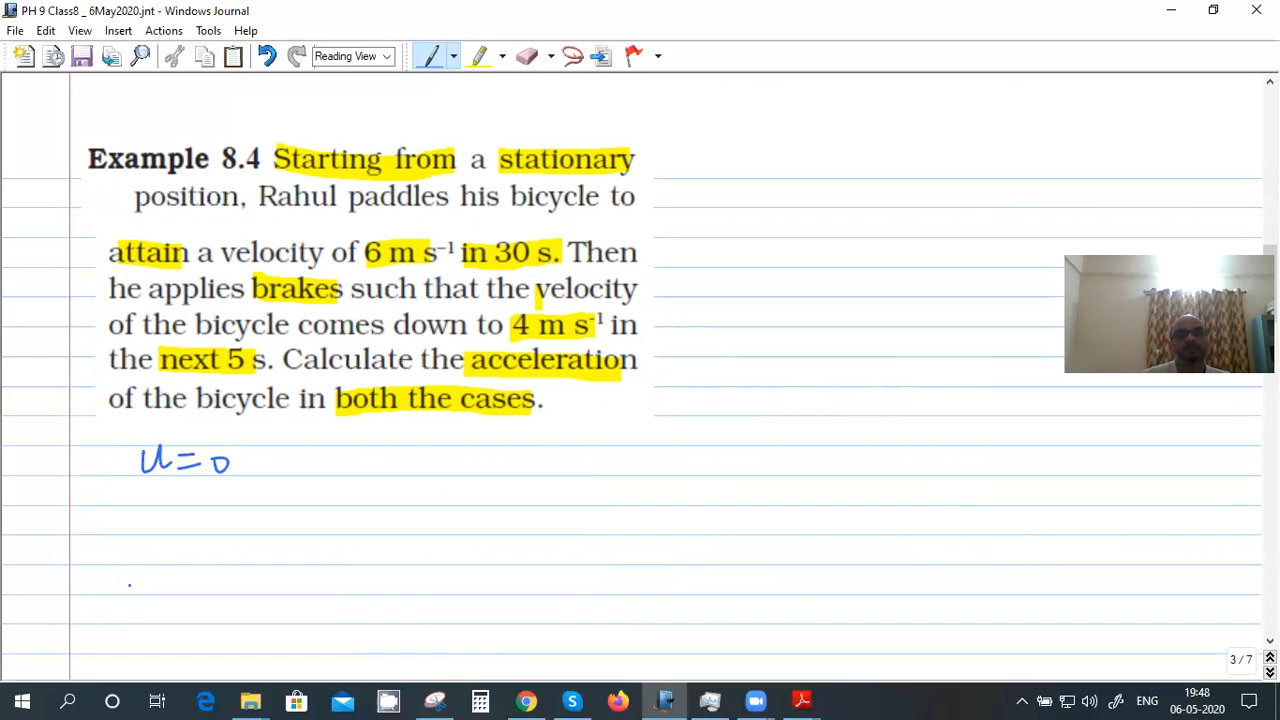 PH 9 Class8 _ 6May2020.jnt - Windows Journal
File Edit View Insert Actions Tools Help
Reading View
Example 8.4 Starting from a stationary
position, Rahul paddles his bicycle to
attain a velocity of 6 m s⁻¹ in 30 s. Then
he applies brakes such that the velocity
of the bicycle comes down to 4 m s⁻¹ in
the next 5 s. Calculate the acceleration
of the bicycle in both the cases.
u=0
3 / 7
ENG
19:48
06-05-2020